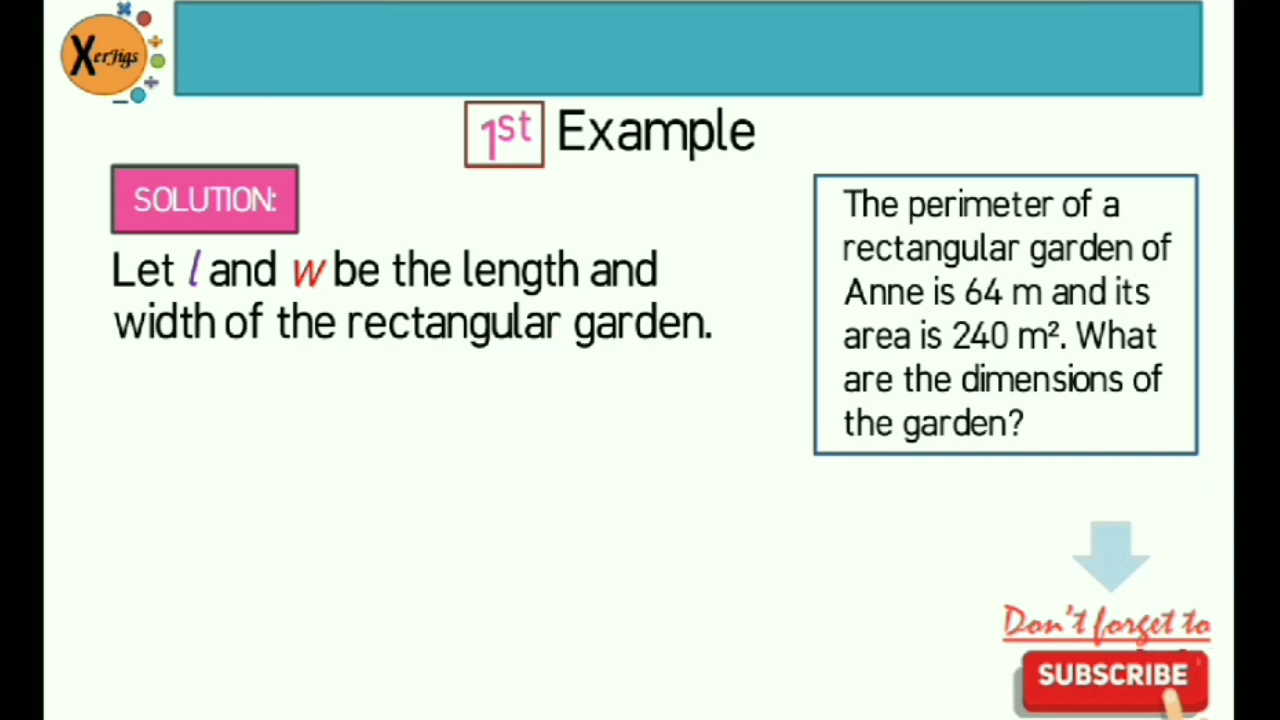 XerJigs
1st Example
SOLUTION:
Let l and w be the length and
width of the rectangular garden.
The perimeter of a
rectangular garden of
Anne is 64 m and its
area is 240 m². What
are the dimensions of
the garden?
Don't forget to
SUBSCRIBE